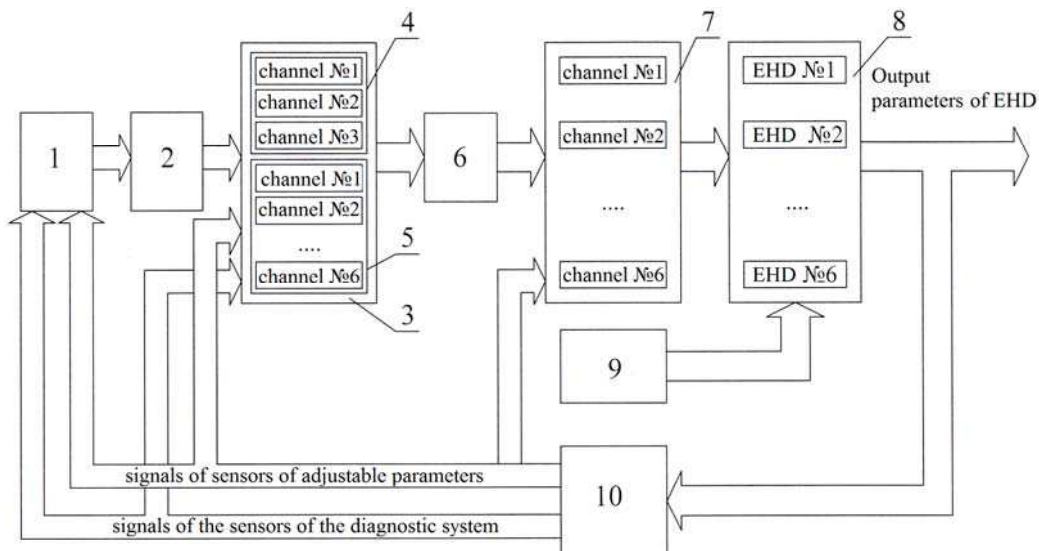 4
7
8
5
channel №1
channel №2
channel №3
channel №1
channel №2
....
channel №6
3
1
2
6
channel №1
channel №2
....
channel №6
EHD №1
EHD №2
....
EHD №6
Output
parameters of EHD
9
10
signals of sensors of adjustable parameters
signals of the sensors of the diagnostic system